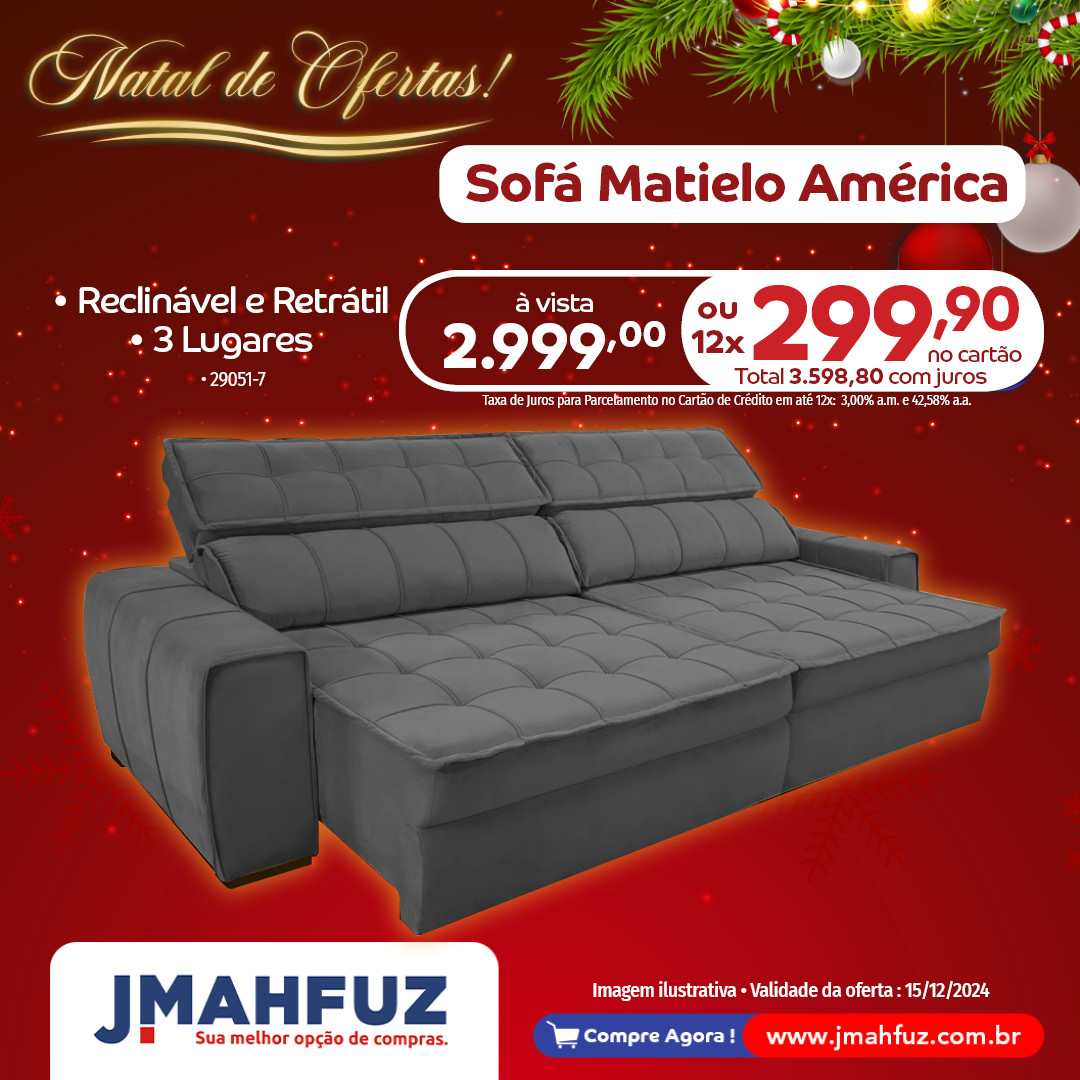 Natal de Ofertas!
Sofá Matielo América
• Reclinável e Retrátil
• 3 Lugares
• 29051-7
à vista
2.999,00
ou
12x
299,90
no cartão
Total 3.598,80 com juros
Taxa de Juros para Parcelamento no Cartão de Crédito em até 12x: 3,00% a.m. e 42,58% a.a.
JMAHFUZ
Sua melhor opção de compras.
Imagem ilustrativa • Validade da oferta : 15/12/2024
Compre Agora !
www.jmahfuz.com.br